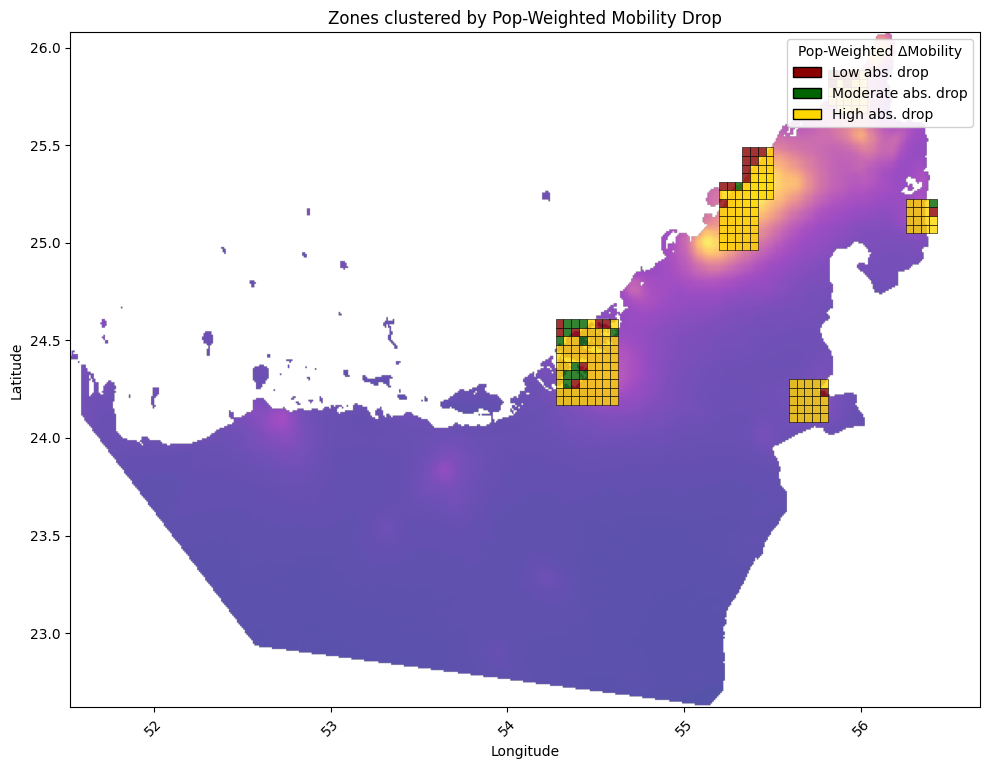 Zones clustered by Pop-Weighted Mobility Drop
Pop-Weighted ΔMobility
Low abs. drop
Moderate abs. drop
High abs. drop
26.0
25.5
25.0
24.5
24.0
23.5
23.0
Latitude
52
53
54
55
56
Longitude